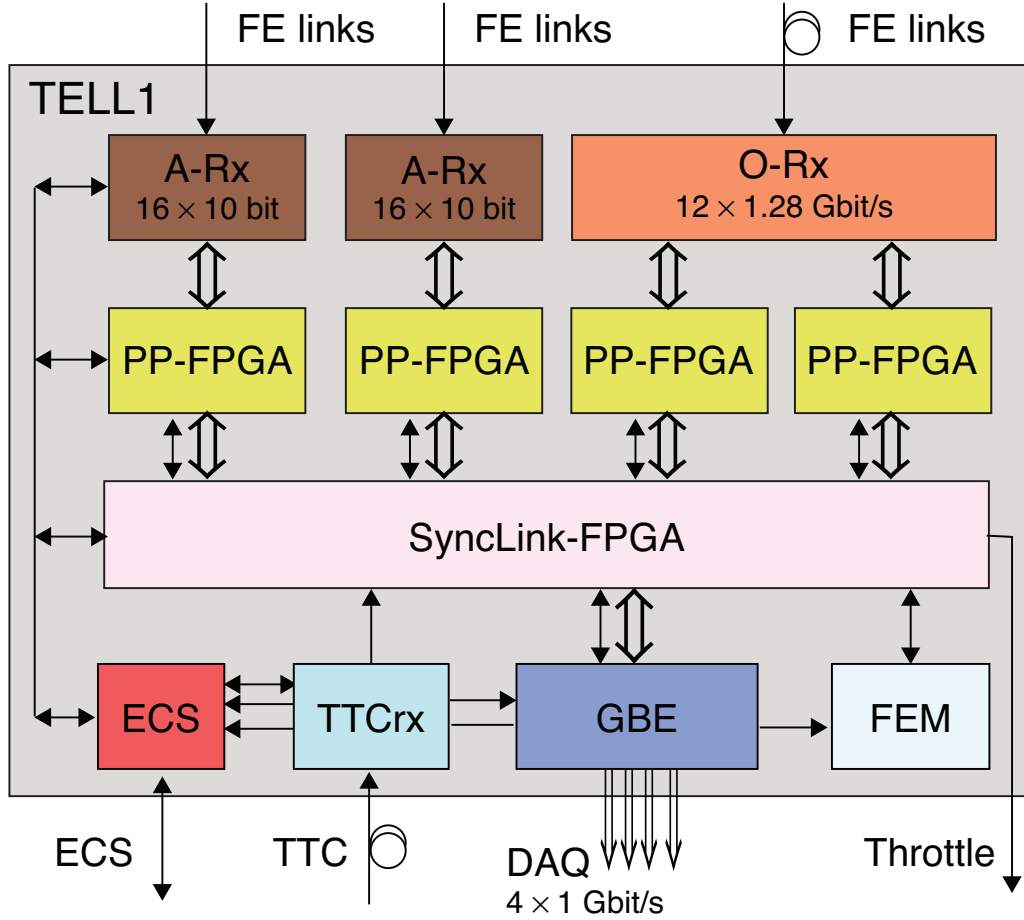 FE links
FE links
FE links
TELL1
A-Rx
16 × 10 bit
A-Rx
16 × 10 bit
O-Rx
12 × 1.28 Gbit/s
PP-FPGA
PP-FPGA
PP-FPGA
PP-FPGA
SyncLink-FPGA
ECS
TTCrx
GBE
FEM
ECS
TTC
DAQ
4 × 1 Gbit/s
Throttle